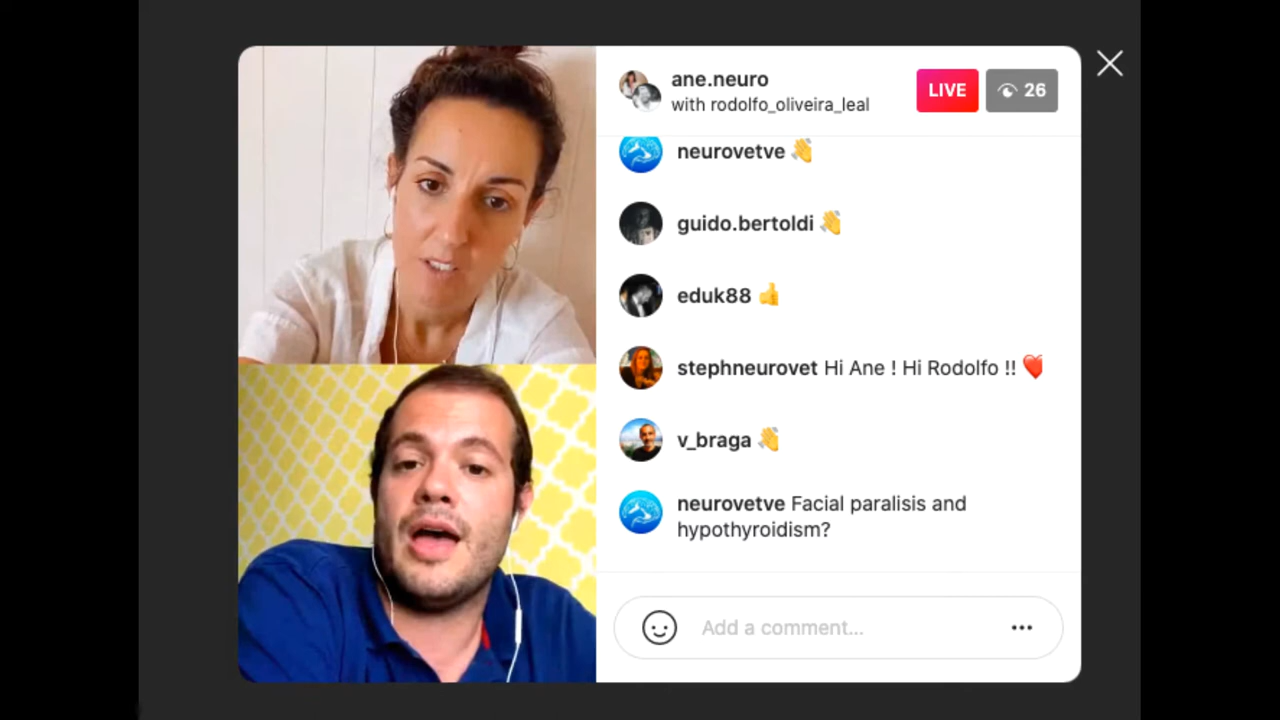 ane.neuro
with rodolfo_oliveira_leal
LIVE
26
neurovetve 👋
guido.bertoldi 👋
eduk88 👍
stephneurovet Hi Ane ! Hi Rodolfo !! ❤️
v_braga 👋
neurovetve Facial paralisis and
hypothyroidism?
Add a comment...